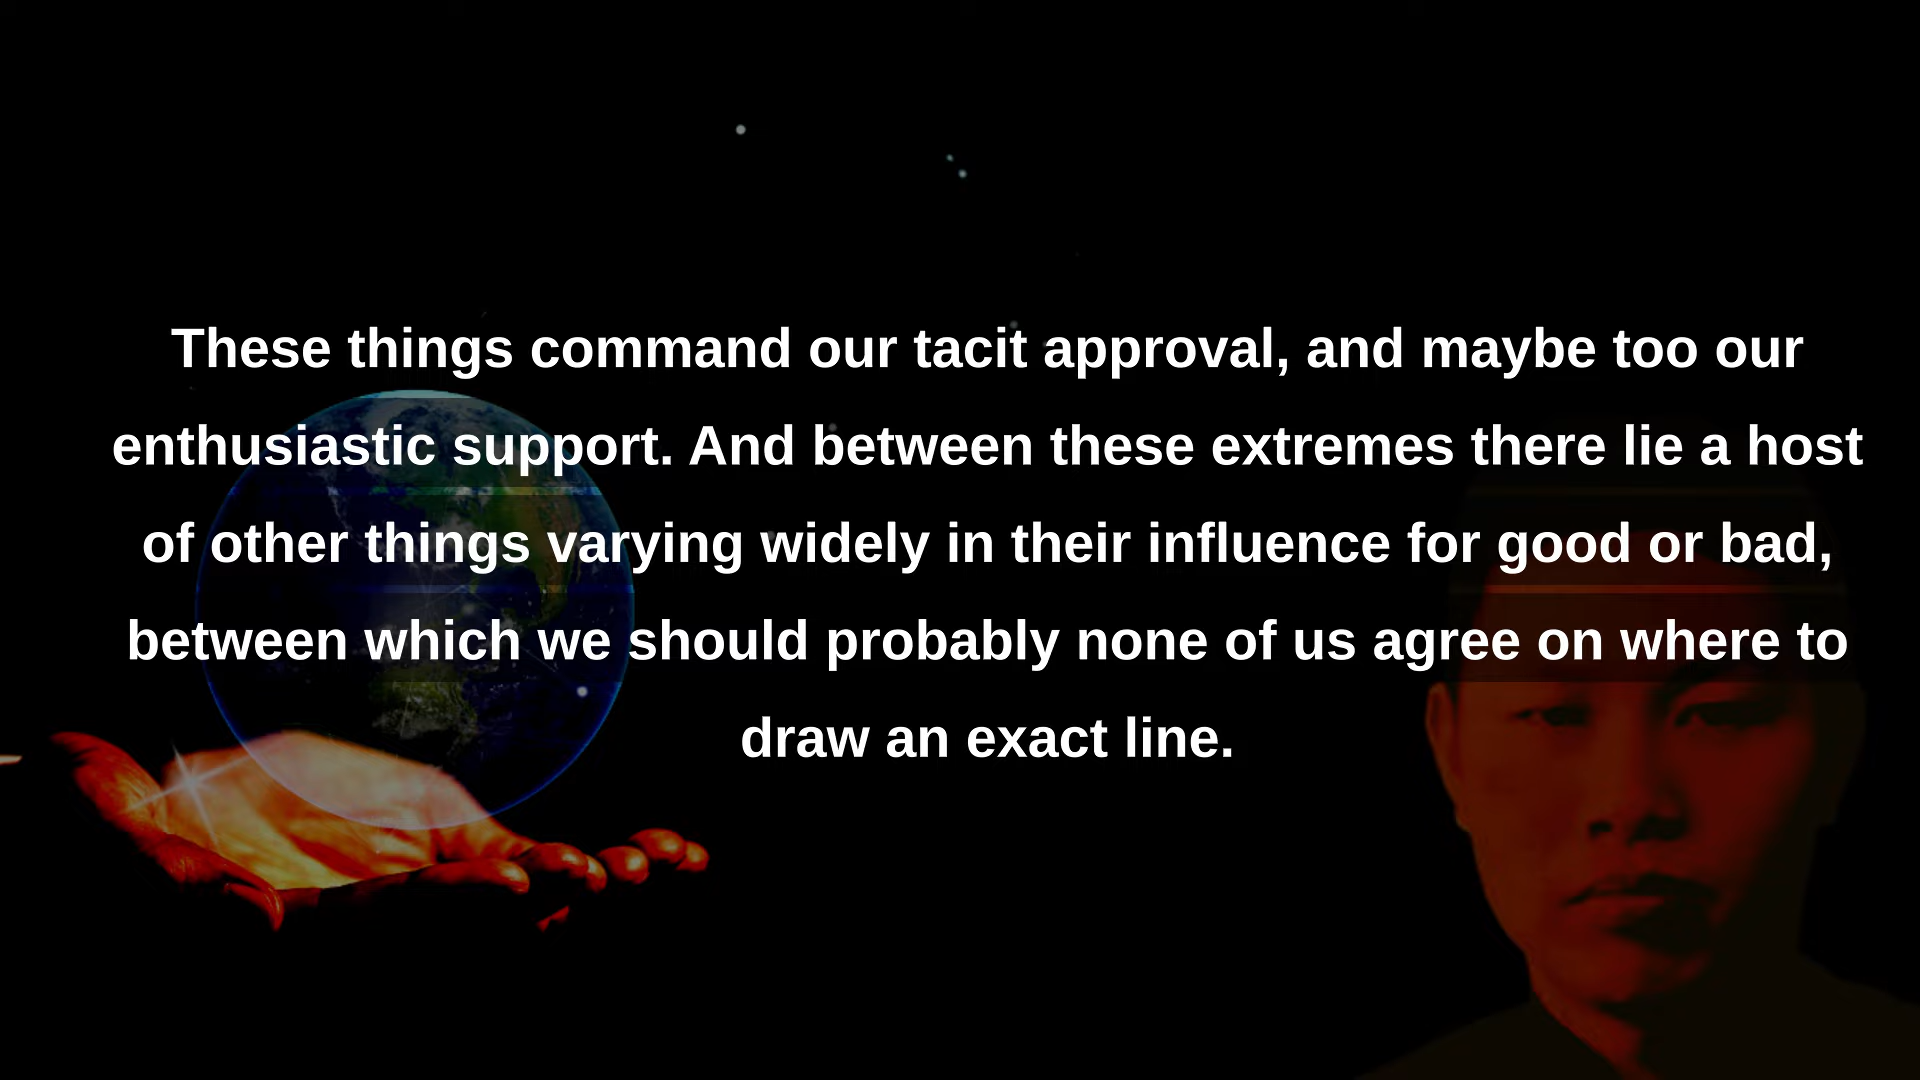 These things command our tacit approval, and maybe too our
enthusiastic support. And between these extremes there lie a host
of other things varying widely in their influence for good or bad,
between which we should probably none of us agree on where to
draw an exact line.